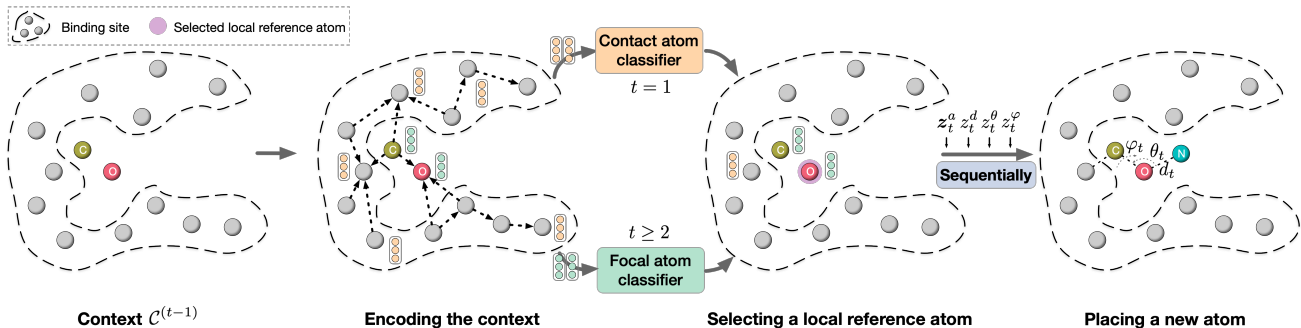 Binding site
Selected local reference atom
Contact atom
classifier
t = 1
C
O
C
O
t ≥ 2
Focal atom
classifier
C
O
z_t^a z_t^d z_t^θ z_t^φ
Sequentially
C
φ_t
θ_t
N
O
d_t
Context 𝒞^(t−1)
Encoding the context
Selecting a local reference atom
Placing a new atom